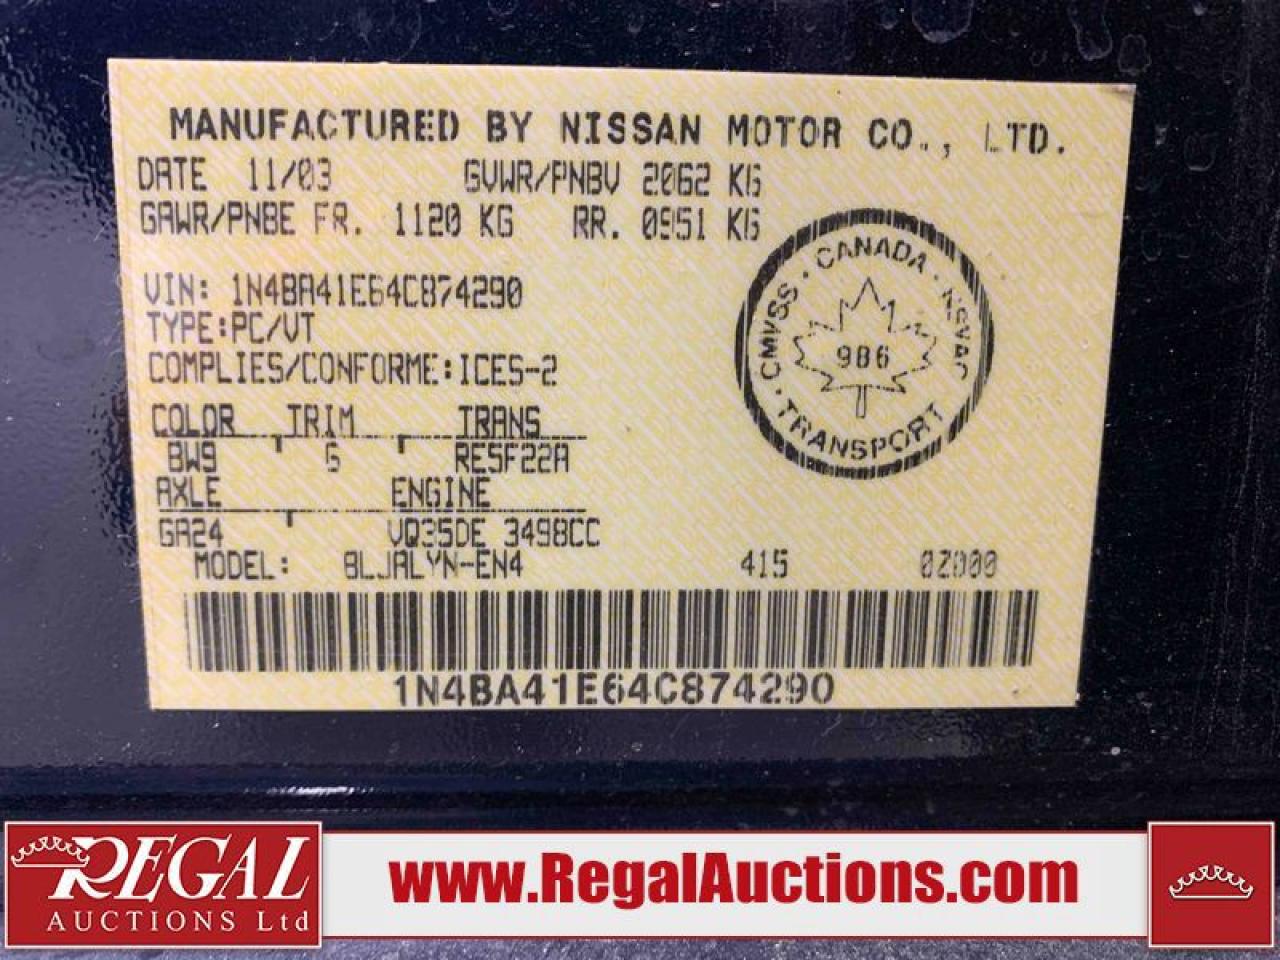 MANUFACTURED BY NISSAN MOTOR CO., LTD.
DATE 11/03 GVWR/PNBV 2062 KG
GAWR/PNBE FR. 1120 KG RR. 0951 KG
VIN: 1N4BA41E64C874290
TYPE:PC/VT
COMPLIES/CONFORME:ICES-2
COLOR TRIM TRANS
BW9 G RE5F22A
AXLE ENGINE
GA24 VQ35DE 3498CC
MODEL: BLJALYN-EN4 415 0Z000
1N4BA41E64C874290
CANADA · NSVAC
CMVSS · TRANSPORT
986
REGAL
AUCTIONS Ltd
www.RegalAuctions.com